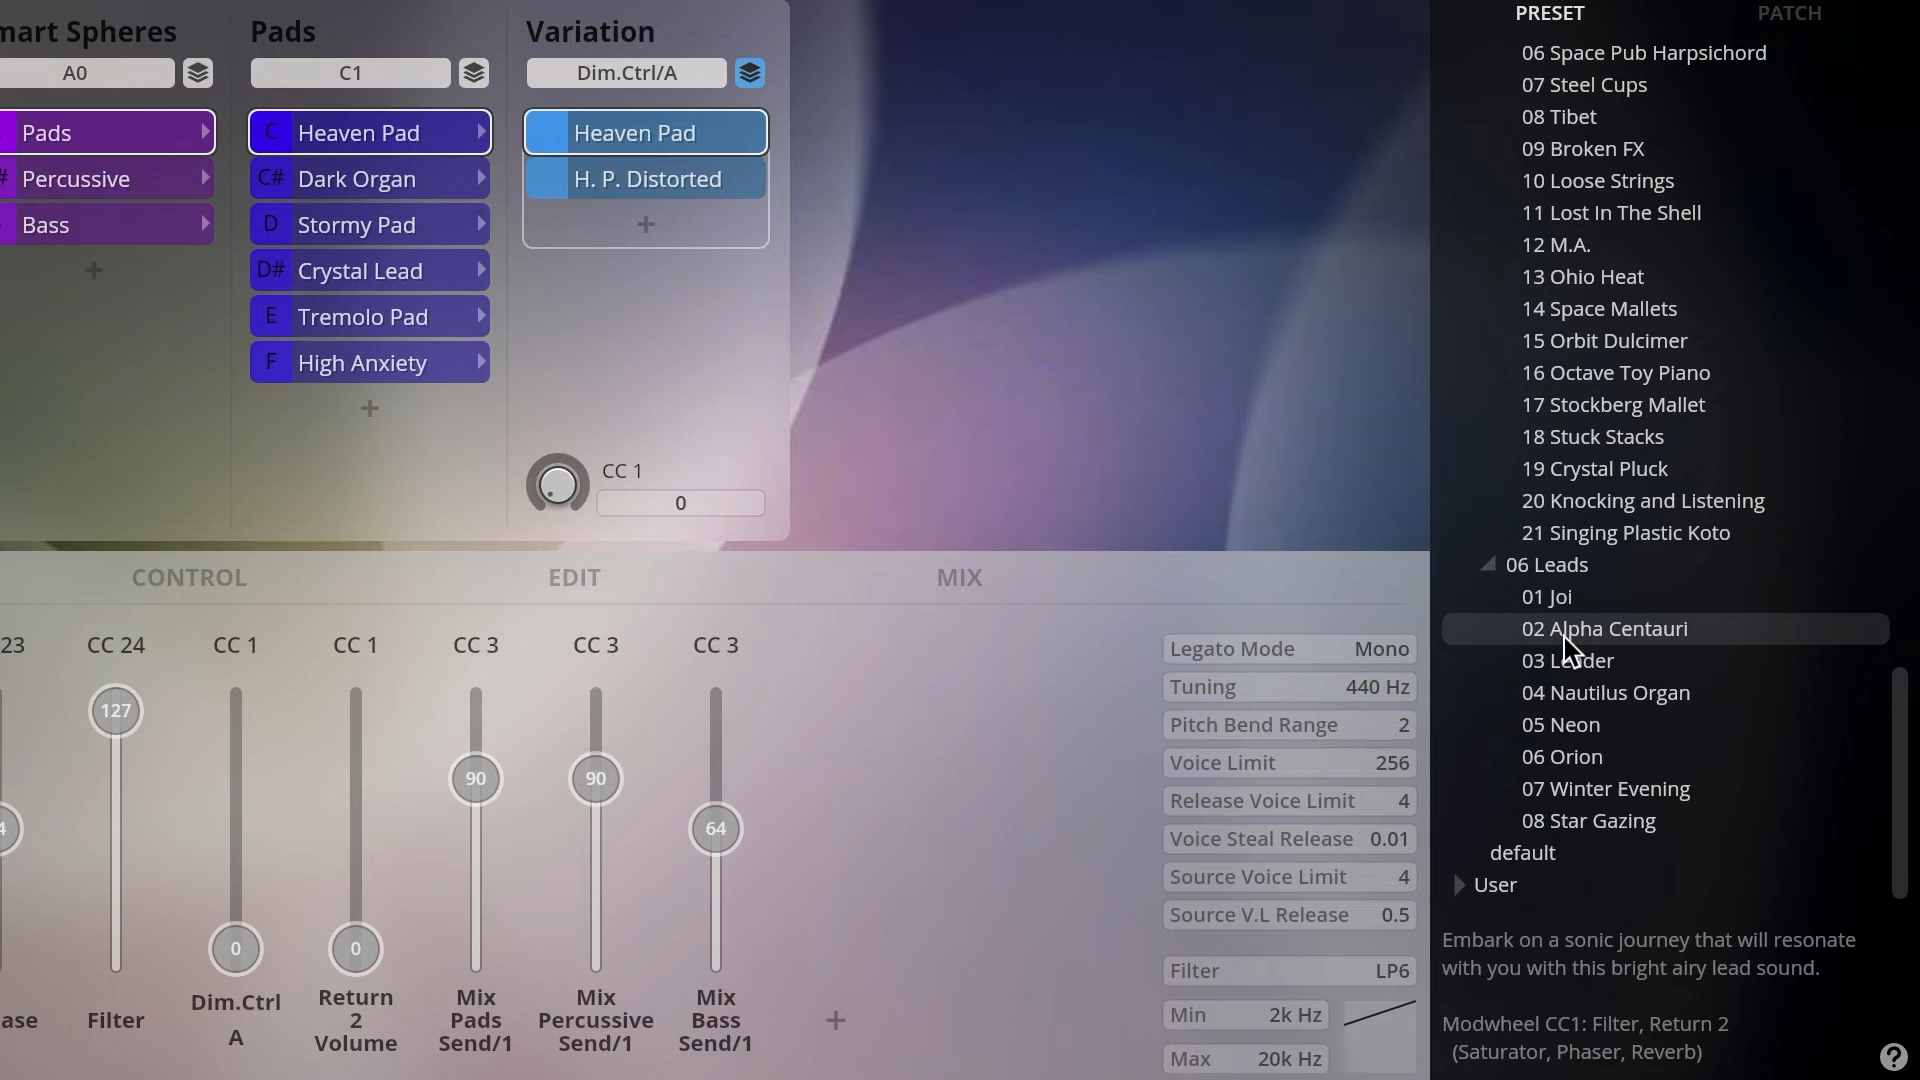 mart Spheres
A0
Pads
Percussive
Bass
+
Pads
C1
C Heaven Pad
C# Dark Organ
D Stormy Pad
D# Crystal Lead
E Tremolo Pad
F High Anxiety
+
Variation
Dim.Ctrl/A
Heaven Pad
H. P. Distorted
+
CC 1
0
CONTROL
EDIT
MIX
23
CC 24
CC 1
CC 1
CC 3
CC 3
CC 3
4
127
0
0
90
90
64
ase
Filter
Dim.Ctrl
A
Return
2
Volume
Mix
Pads
Send/1
Mix
Percussive
Send/1
Mix
Bass
Send/1
+
Legato Mode Mono
Tuning 440 Hz
Pitch Bend Range 2
Voice Limit 256
Release Voice Limit 4
Voice Steal Release 0.01
Source Voice Limit 4
Source V.L Release 0.5
Filter LP6
Min 2k Hz
Max 20k Hz
PRESET
PATCH
06 Space Pub Harpsichord
07 Steel Cups
08 Tibet
09 Broken FX
10 Loose Strings
11 Lost In The Shell
12 M.A.
13 Ohio Heat
14 Space Mallets
15 Orbit Dulcimer
16 Octave Toy Piano
17 Stockberg Mallet
18 Stuck Stacks
19 Crystal Pluck
20 Knocking and Listening
21 Singing Plastic Koto
06 Leads
01 Joi
02 Alpha Centauri
03
04 Nautilus Organ
05 Neon
06 Orion
07 Winter Evening
08 Star Gazing
default
User
Embark on a sonic journey that will resonate
with you with this bright airy lead sound.
Modwheel CC1: Filter, Return 2
(Saturator, Phaser, Reverb)
?